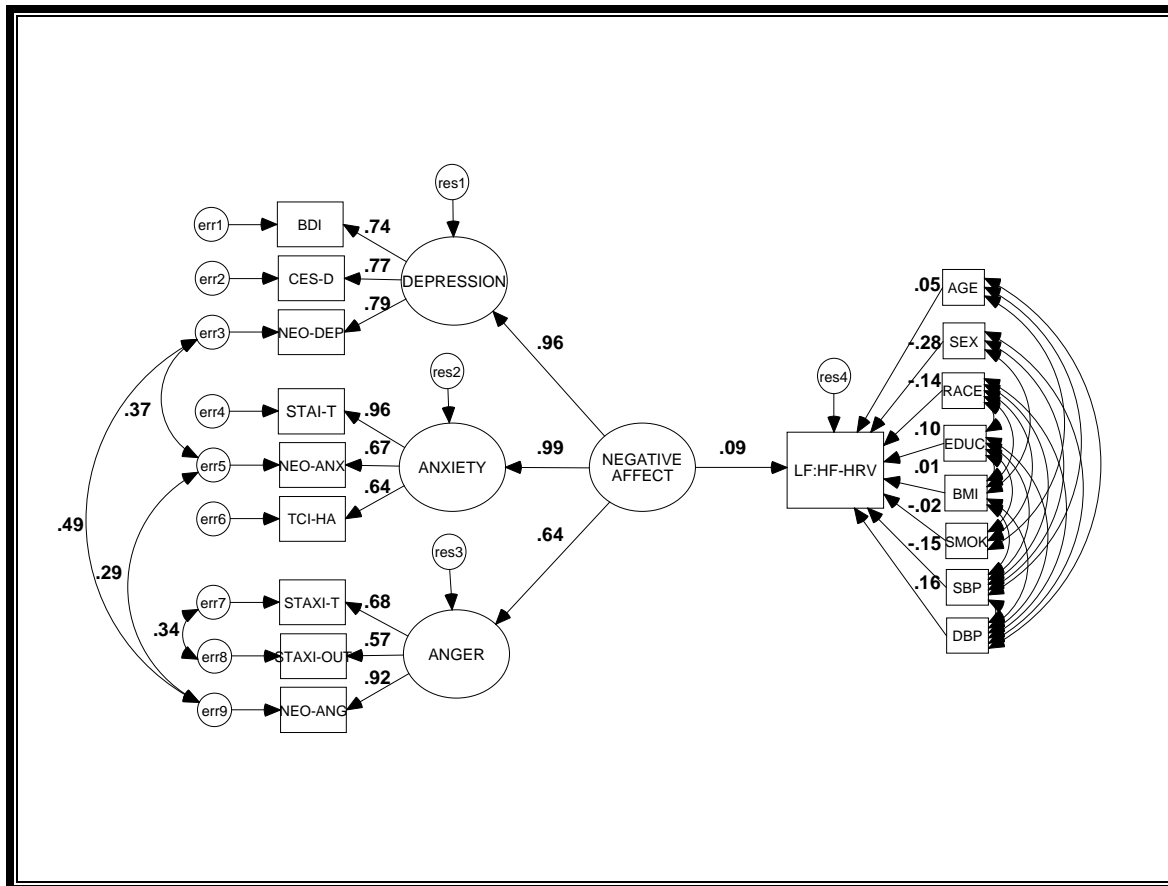 res1
err1
BDI
.74
err2
CES-D
.77
DEPRESSION
err3
NEO-DEP
.79
.96
res2
.37
err4
STAI-T
.96
err5
NEO-ANX
.67
ANXIETY
.99
NEGATIVE
AFFECT
.09
err6
TCI-HA
.64
.49
.29
.64
res3
err7
STAXI-T
.68
.34
err8
STAXI-OUT
.57
ANGER
err9
NEO-ANG
.92
res4
LF:HF-HRV
.05
AGE
-.28
SEX
-.14
RACE
.10
EDUC
.01
BMI
-.02
SMOK
-.15
SBP
.16
DBP